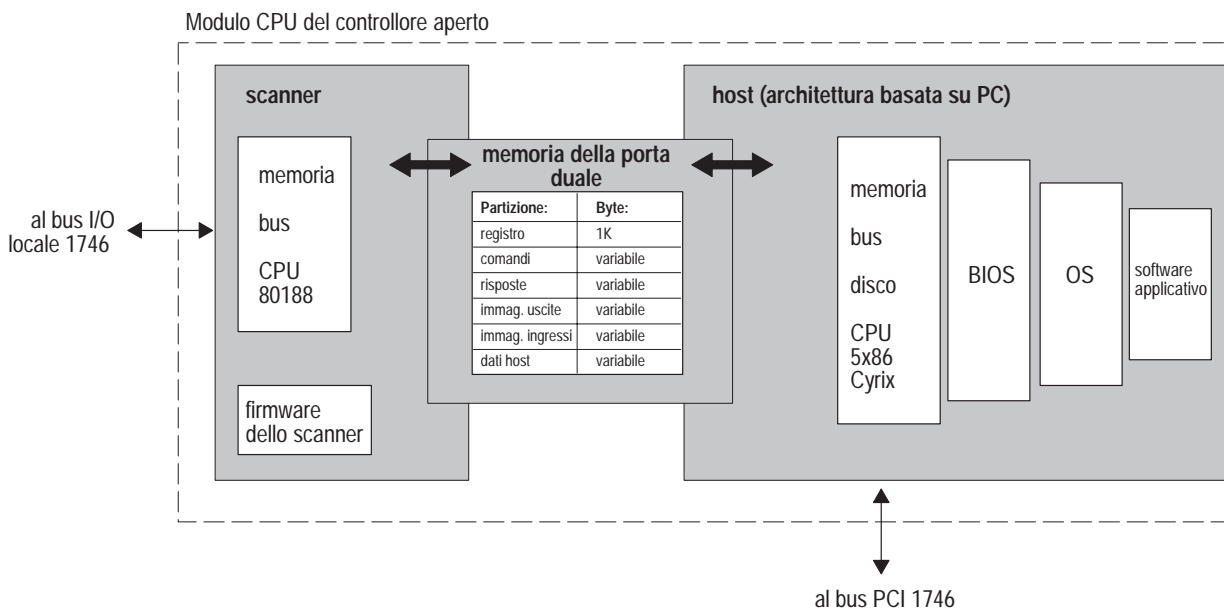 Modulo CPU del controllore aperto
scanner
memoria
bus
CPU
80188
firmware
dello scanner
al bus I/O
locale 1746
memoria della porta
duale
Partizione: Byte:
registro 1K
comandi variabile
risposte variabile
immag. uscite variabile
immag. ingressi variabile
dati host variabile
host (architettura basata su PC)
memoria
bus
disco
CPU
5x86
Cyrix
BIOS
OS
software
applicativo
al bus PCI 1746